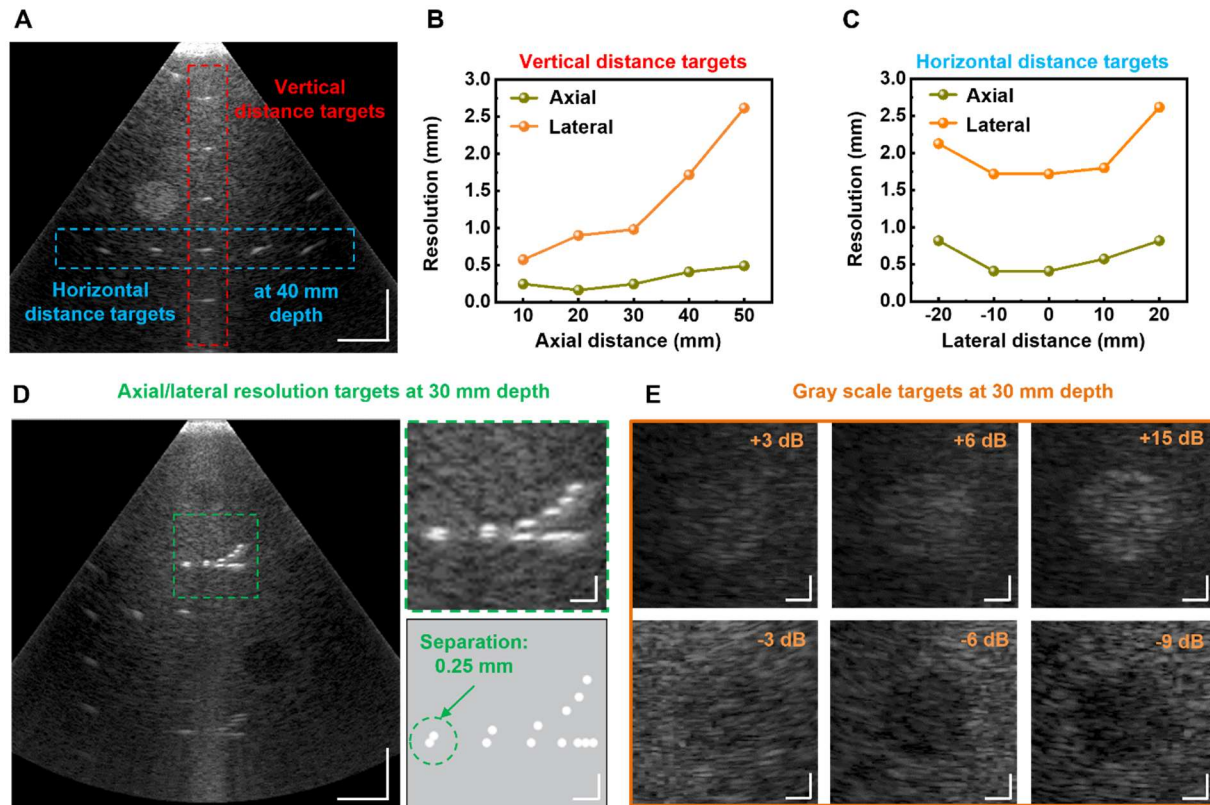 A
Vertical
distance targets
Horizontal
distance targets
at 40 mm
depth
B
Vertical distance targets
Axial
Lateral
Resolution (mm)
3.0
2.5
2.0
1.5
1.0
0.5
0.0
10 20 30 40 50
Axial distance (mm)
C
Horizontal distance targets
Axial
Lateral
Resolution (mm)
3.0
2.5
2.0
1.5
1.0
0.5
0.0
-20 -10 0 10 20
Lateral distance (mm)
D
Axial/lateral resolution targets at 30 mm depth
Separation:
0.25 mm
E
Gray scale targets at 30 mm depth
+3 dB
+6 dB
+15 dB
-3 dB
-6 dB
-9 dB